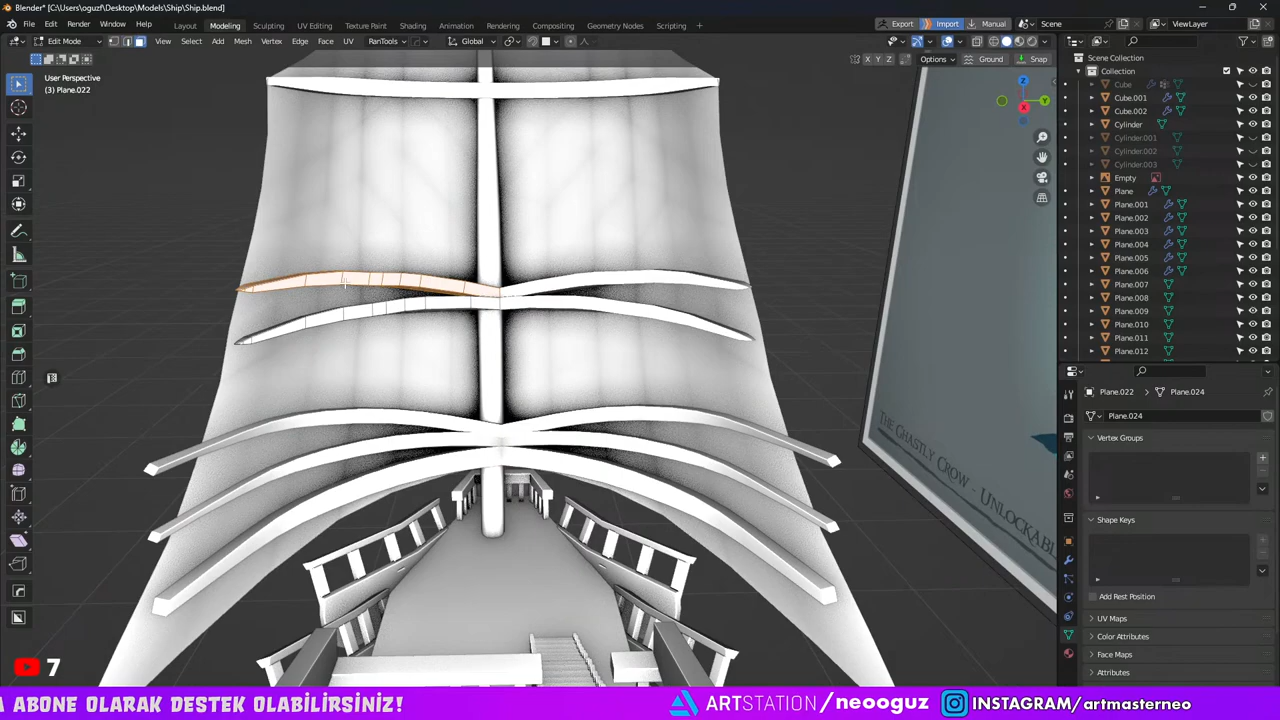 Blender* [C:\Users\oguzt\Desktop\Models\Ship\Ship.blend]
File Edit Render Window Help Layout Modeling Sculpting UV Editing Texture Paint Shading Animation Rendering Compositing Geometry Nodes Scripting Export Import Manual Scene ViewLayer
Edit Mode View Select Add Mesh Vertex Edge Face UV RanTools Global
X Y Z Options Ground Snap
User Perspective
(3) Plane.022
Z
Y
X
THE GHASTLY CROW - UNLOCKABL
Scene Collection
Collection
Cube
Cube.001
Cube.002
Cylinder
Cylinder.001
Cylinder.002
Cylinder.003
Empty
Plane
Plane.001
Plane.002
Plane.003
Plane.004
Plane.005
Plane.006
Plane.007
Plane.008
Plane.009
Plane.010
Plane.011
Plane.012
Plane.022 Plane.024
Plane.024
Vertex Groups
Shape Keys
Add Rest Position
UV Maps
Color Attributes
Face Maps
Attributes
7
A ABONE OLARAK DESTEK OLABİLİRSİNİZ!
ARTSTATION/neooguz
INSTAGRAM/artmasterneo